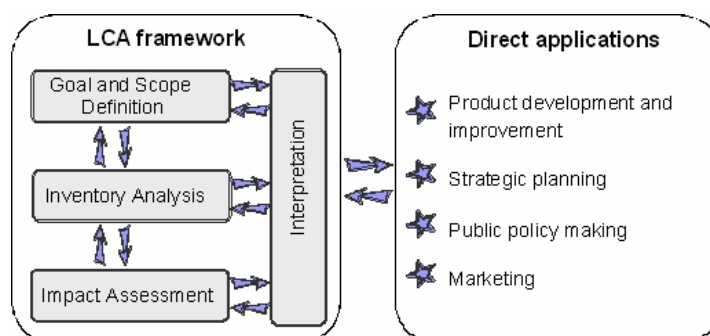 LCA framework
Goal and Scope
Definition
Inventory Analysis
Impact Assessment
Interpretation
Direct applications
Product development and
improvement
Strategic planning
Public policy making
Marketing